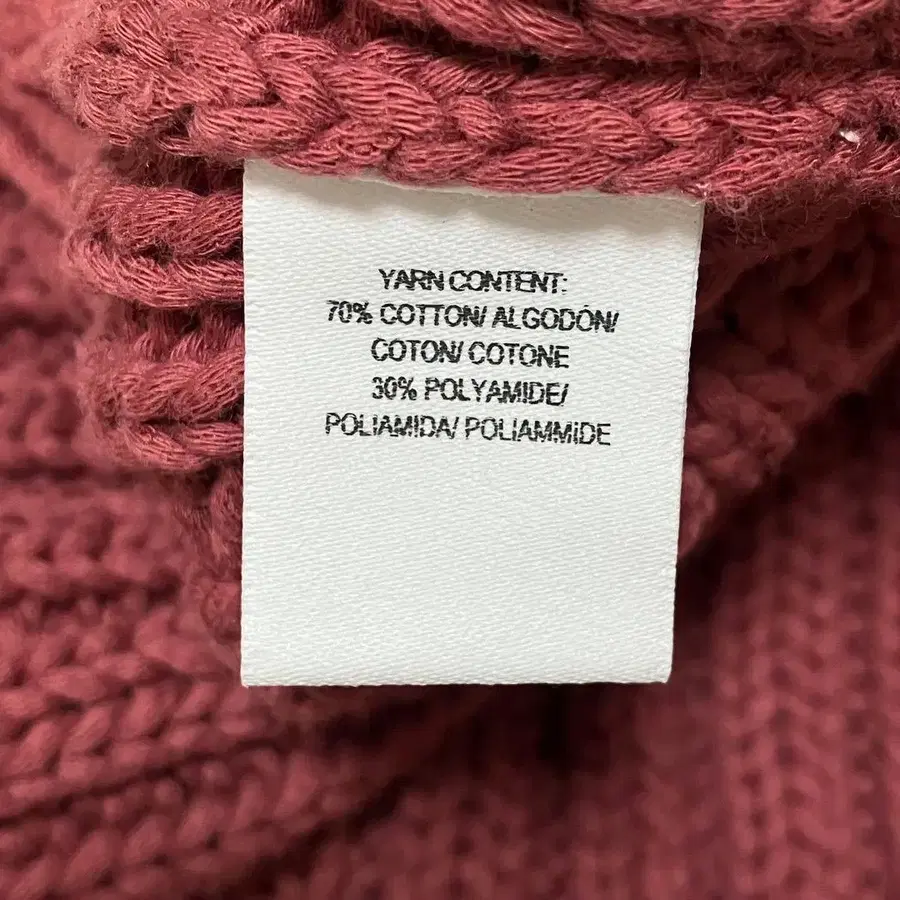 YARN CONTENT:
70% COTTON/ ALGODÓN/
COTON/ COTONE
30% POLYAMIDE/
POLIAMIDA/ POLIAMMIDE